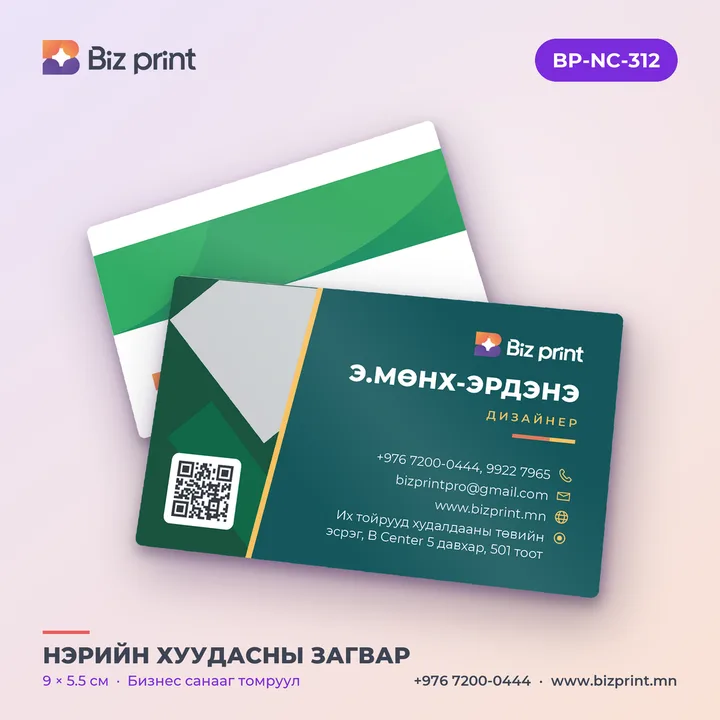 Biz print
BP-NC-312
Biz print
Э.МӨНХ-ЭРДЭНЭ
ДИЗАЙНЕР
+976 7200-0444, 9922 7965
bizprintpro@gmail.com
www.bizprint.mn
Их тойрууд худалдааны төвийн
эсрэг, B Center 5 давхар, 501 тоот
НЭРИЙН ХУУДАСНЫ ЗАГВАР
9 × 5.5 см · Бизнес санааг томруул
+976 7200-0444 · www.bizprint.mn